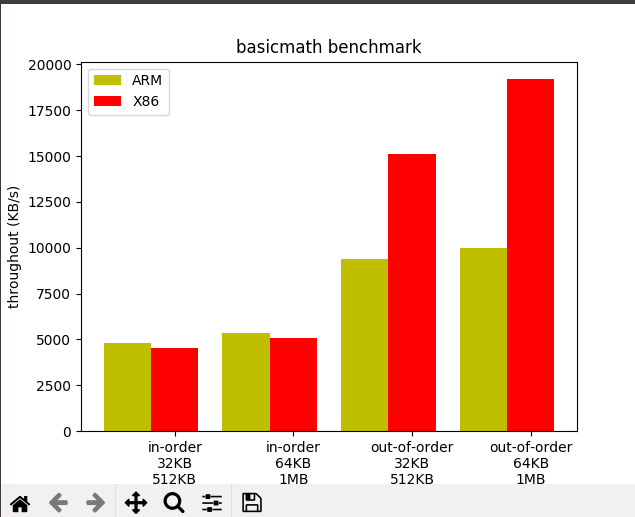 basicmath benchmark
ARM
X86
throughout (KB/s)
20000
17500
15000
12500
10000
7500
5000
2500
0
in-order in-order out-of-order out-of-order
32KB 64KB 32KB 64KB
512KB 1MB 512KB 1MB